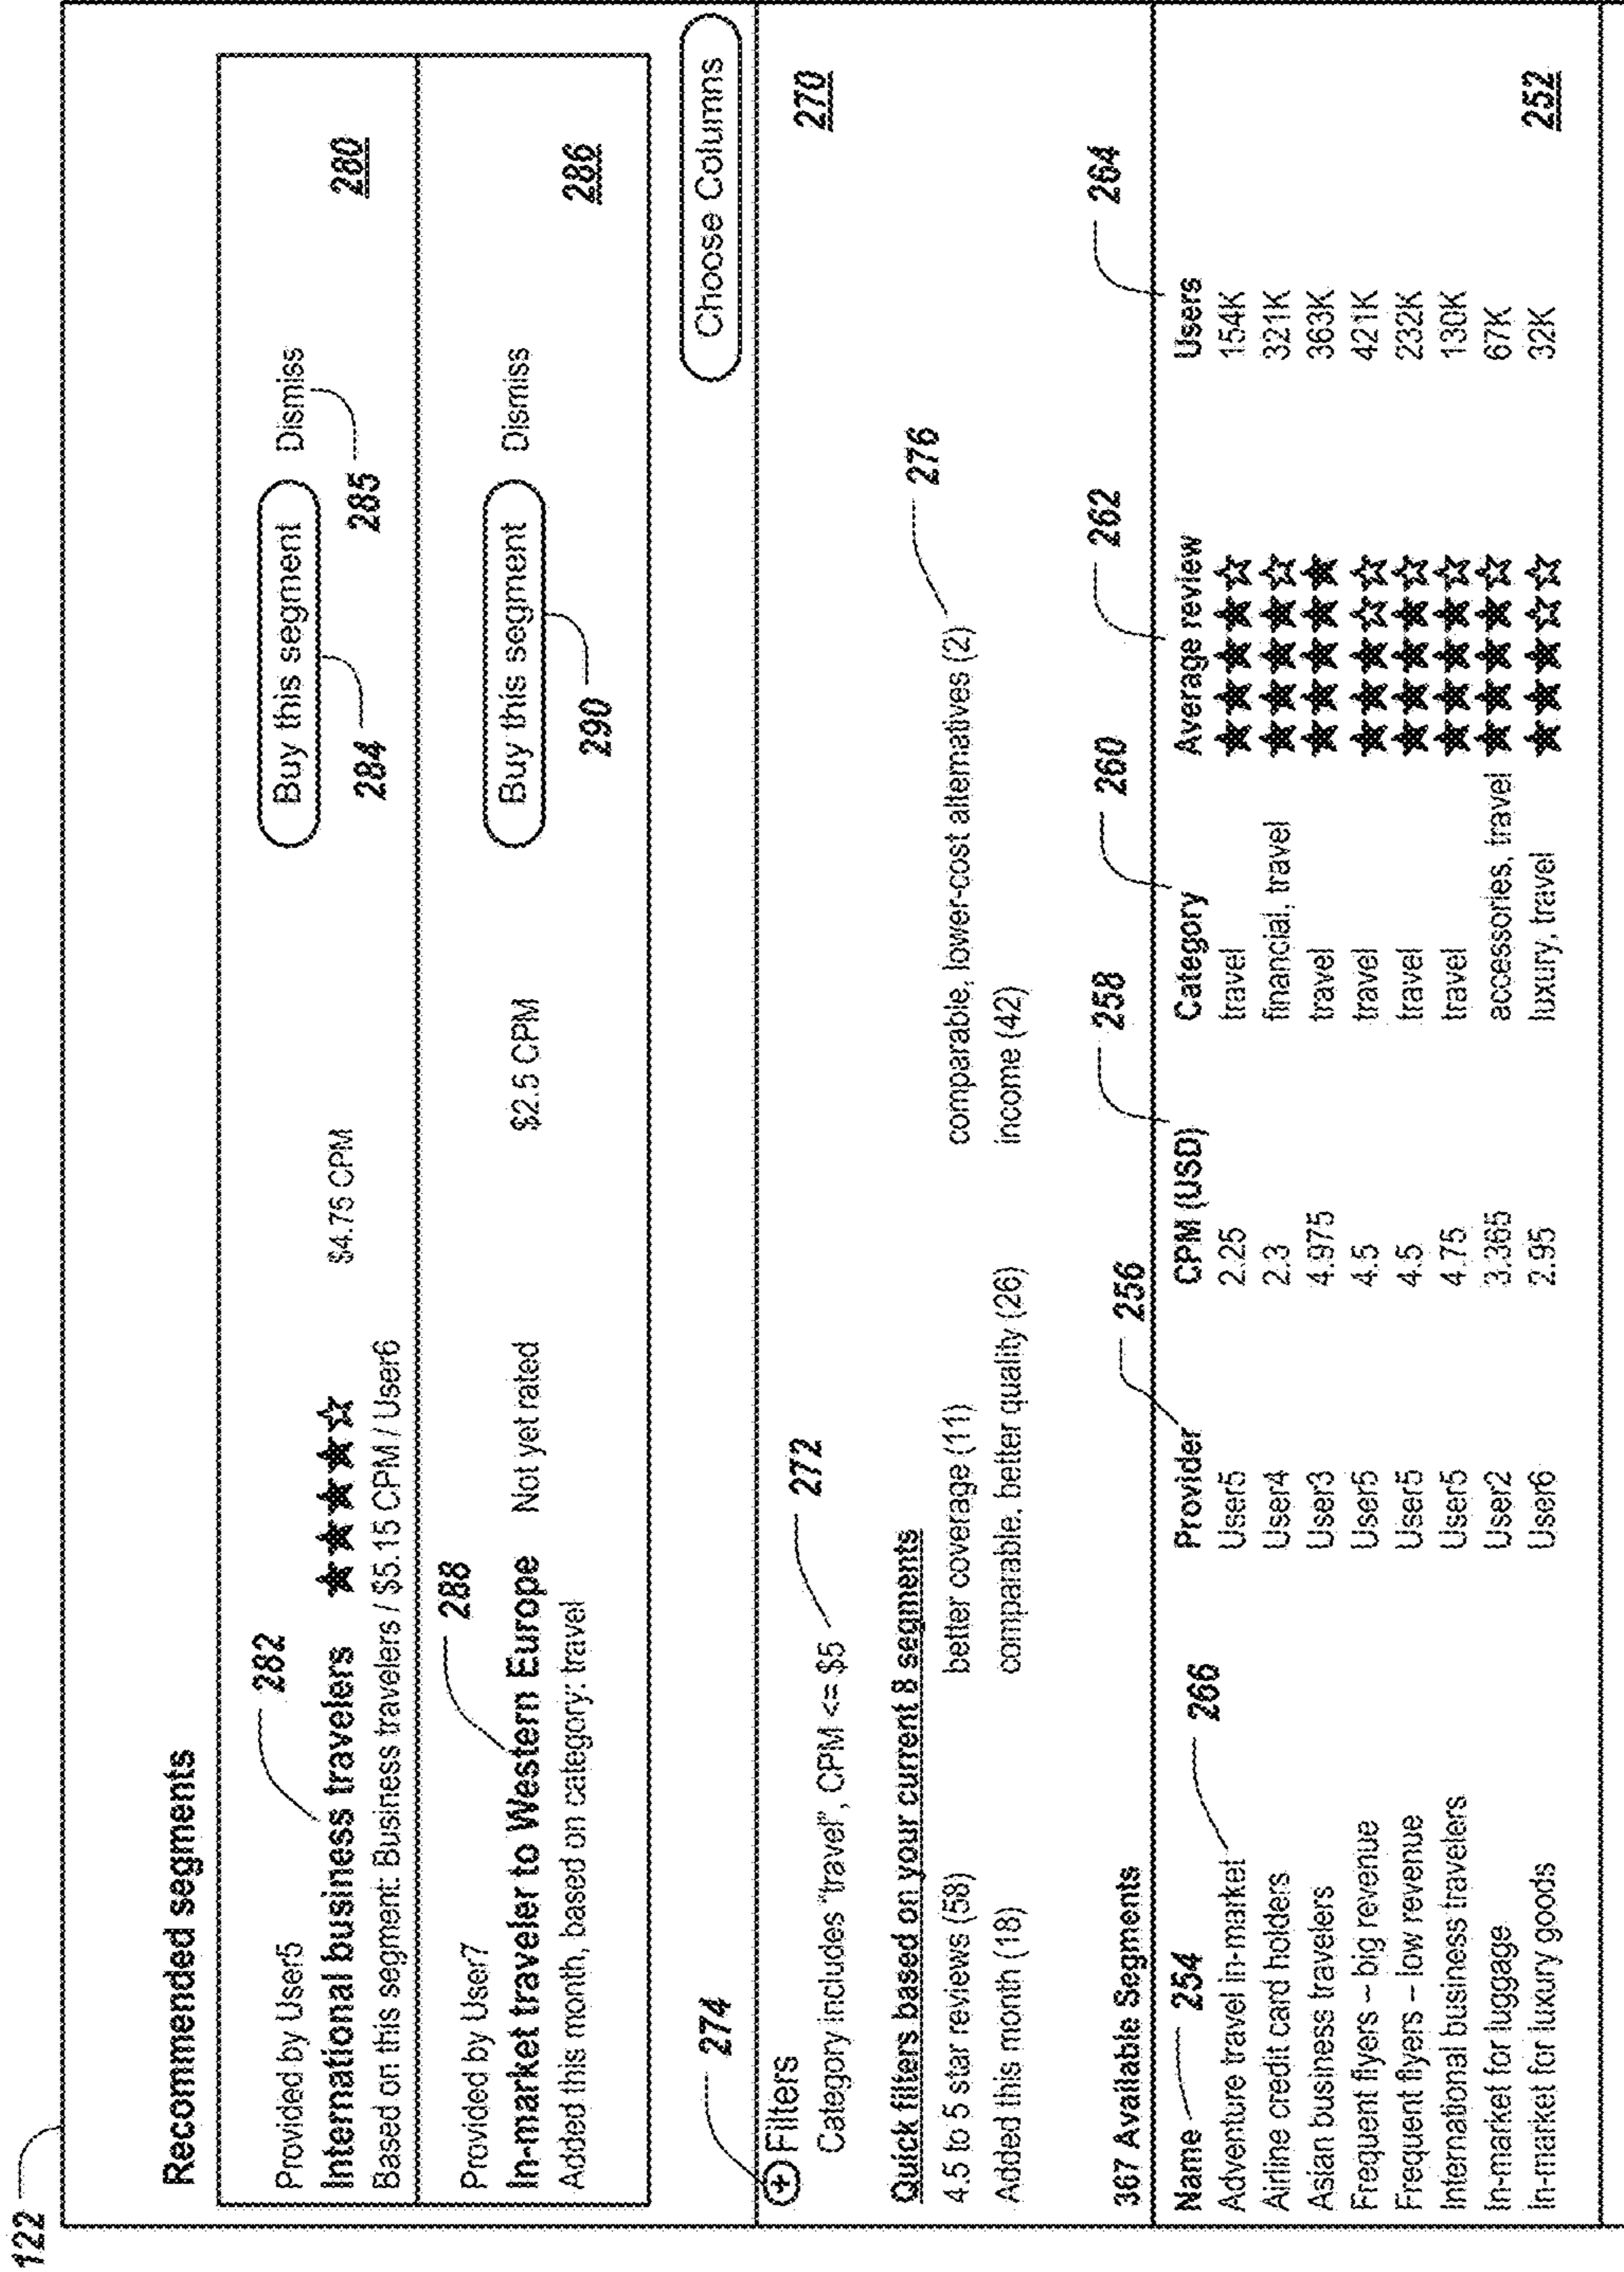 122
Recommended segments
Provided by User5
282
International business travelers ★★★★☆ $4.75 CPM Buy this segment Dismiss
Based on this segment: Business travelers / $5.15 CPM / User6
284 285 280
Provided by User7
288
In-market traveler to Western Europe Not yet rated $2.5 CPM Buy this segment Dismiss
Added this month, based on category: travel
290 286
274
Choose Columns
Filters
272 270
Category includes "travel", CPM <= $5
Quick filters based on your current 8 segments
276
4.5 to 5 star reviews (58) better coverage (11) comparable, lower-cost alternatives (2)
Added this month (18) comparable, better quality (26) income (42)
367 Available Segments
256 258 260 262 264
Name 254 Provider CPM (USD) Category Average review Users
266
Adventure travel in-market User5 2.25 travel ★★★★☆ 154K
Airline credit card holders User4 2.3 financial, travel ★★★★☆ 321K
Asian business travelers User3 4.975 travel ★★★★★ 363K
Frequent flyers – big revenue User5 4.5 travel ★★★☆☆ 421K
Frequent flyers – low revenue User5 4.5 travel ★★★★☆ 232K
International business travelers User5 4.75 travel ★★★★☆ 130K
In-market for luggage User2 3.365 accessories, travel ★★★★☆ 67K
In-market for luxury goods User6 2.95 luxury, travel ★★★☆☆ 32K
252